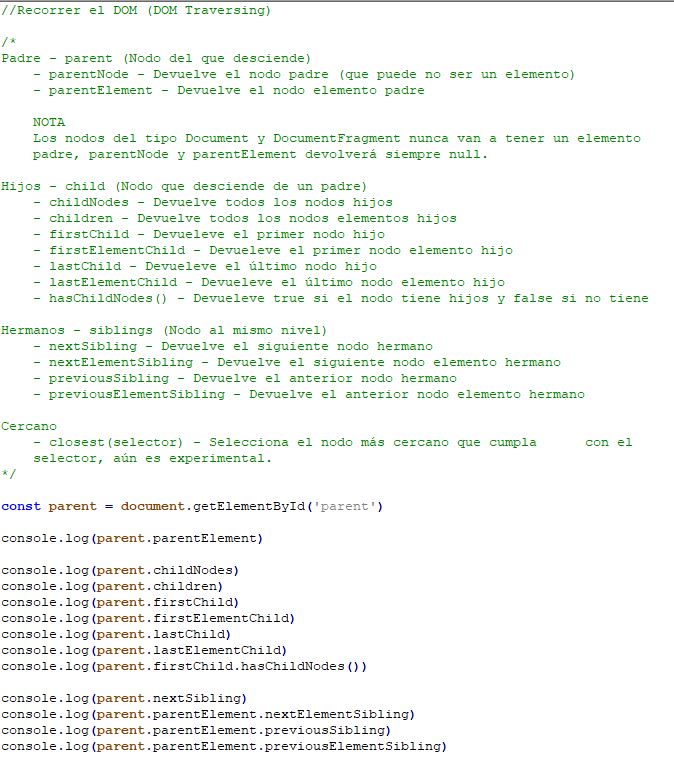 //Recorrer el DOM (DOM Traversing)
/*
Padre - parent (Nodo del que desciende)
- parentNode - Devuelve el nodo padre (que puede no ser un elemento)
- parentElement - Devuelve el nodo elemento padre
NOTA
Los nodos del tipo Document y DocumentFragment nunca van a tener un elemento
padre, parentNode y parentElement devolverá siempre null.
Hijos - child (Nodo que desciende de un padre)
- childNodes - Devuelve todos los nodos hijos
- children - Devuelve todos los nodos elementos hijos
- firstChild - Devueleve el primer nodo hijo
- firstElementChild - Devueleve el primer nodo elemento hijo
- lastChild - Devueleve el último nodo hijo
- lastElementChild - Devueleve el último nodo elemento hijo
- hasChildNodes() - Devueleve true si el nodo tiene hijos y false si no tiene
Hermanos - siblings (Nodo al mismo nivel)
- nextSibling - Devuelve el siguiente nodo hermano
- nextElementSibling - Devuelve el siguiente nodo elemento hermano
- previousSibling - Devuelve el anterior nodo hermano
- previousElementSibling - Devuelve el anterior nodo elemento hermano
Cercano
- closest(selector) - Selecciona el nodo más cercano que cumpla      con el
selector, aún es experimental.
*/
const parent = document.getElementById('parent')
console.log(parent.parentElement)
console.log(parent.childNodes)
console.log(parent.children)
console.log(parent.firstChild)
console.log(parent.firstElementChild)
console.log(parent.lastChild)
console.log(parent.lastElementChild)
console.log(parent.firstChild.hasChildNodes())
console.log(parent.nextSibling)
console.log(parent.parentElement.nextElementSibling)
console.log(parent.parentElement.previousSibling)
console.log(parent.parentElement.previousElementSibling)